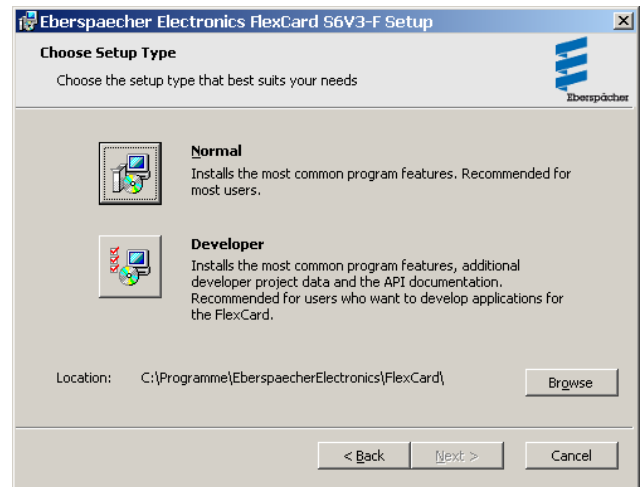 Eberspaecher Electronics FlexCard S6V3-F Setup
Choose Setup Type
Choose the setup type that best suits your needs
Eberspächer
Normal
Installs the most common program features. Recommended for
most users.
Developer
Installs the most common program features, additional
developer project data and the API documentation.
Recommended for users who want to develop applications for
the FlexCard.
Location: C:\Programme\EberspaecherElectronics\FlexCard\ Browse
< Back Next > Cancel